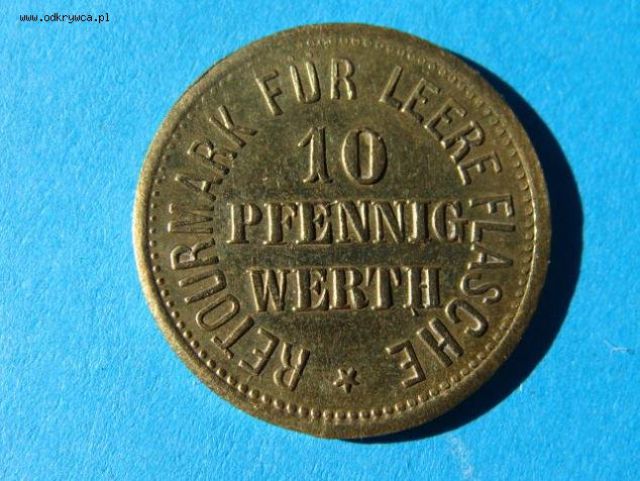 www.odkrywca.pl
RETOURMARK FÜR LEERE FLASCHE
10
PFENNIG
WERTH